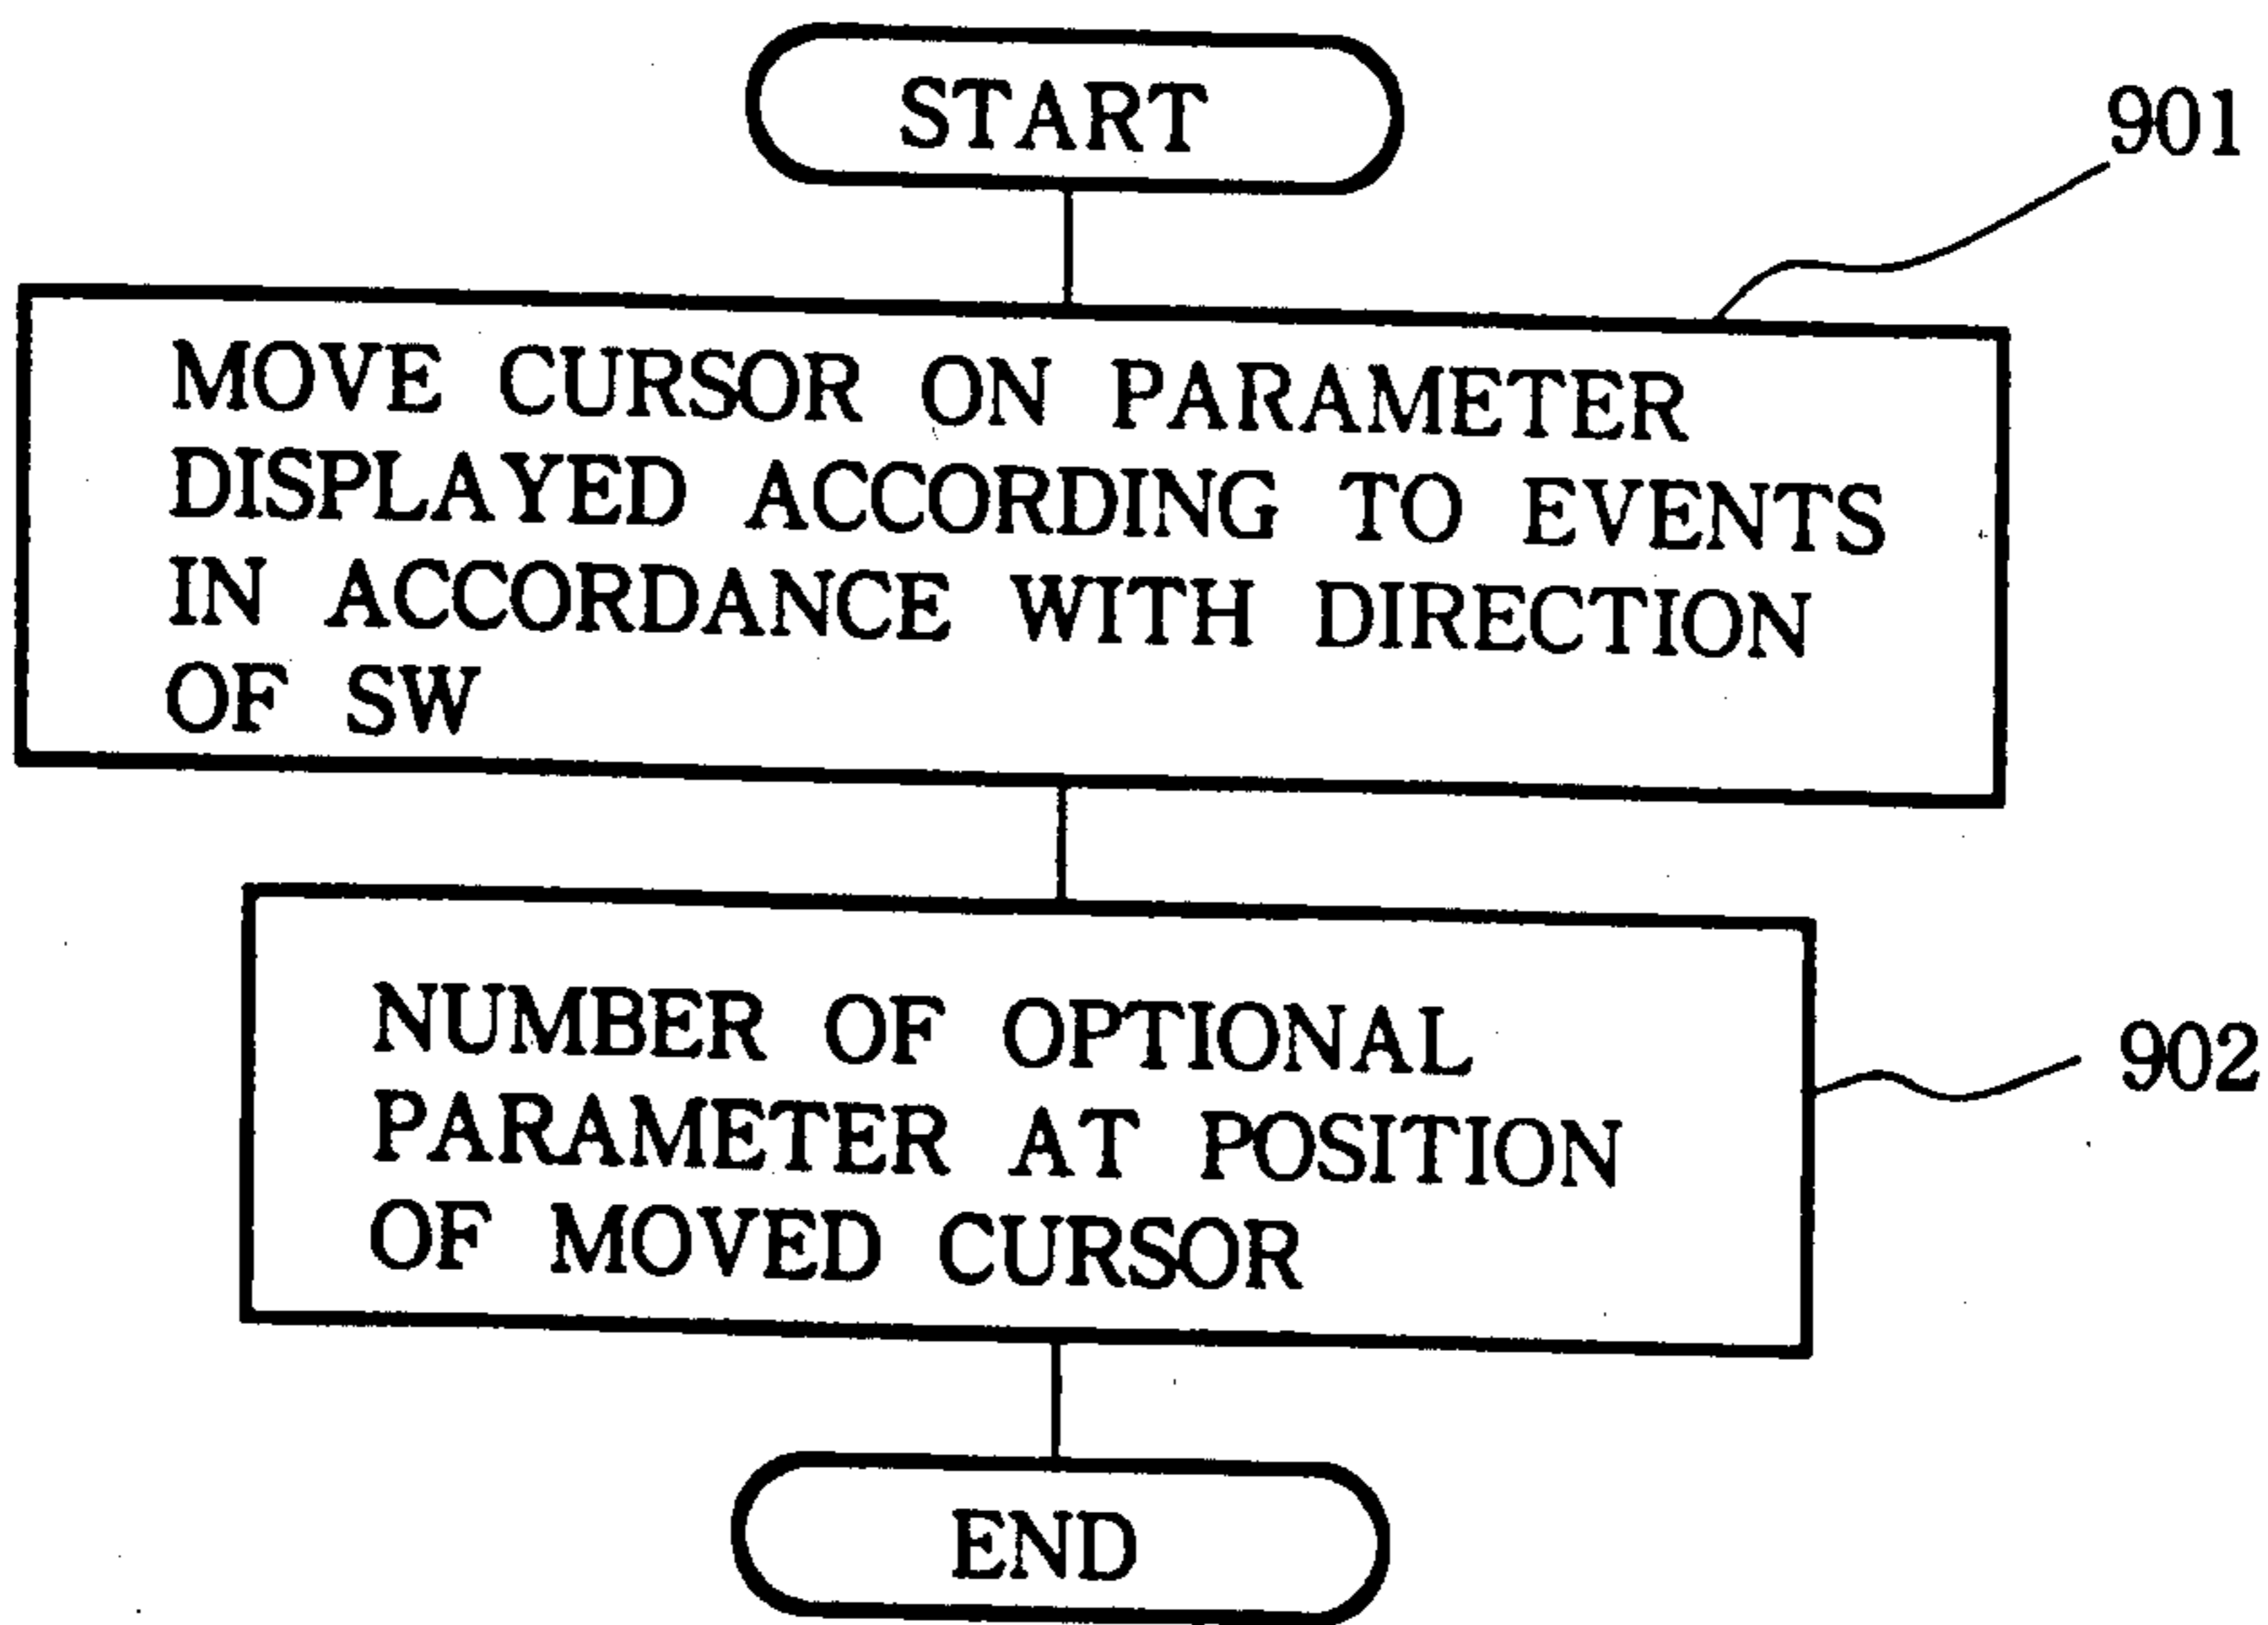 START
901
MOVE CURSOR ON PARAMETER
DISPLAYED ACCORDING TO EVENTS
IN ACCORDANCE WITH DIRECTION
OF SW
NUMBER OF OPTIONAL
PARAMETER AT POSITION
OF MOVED CURSOR
902
END